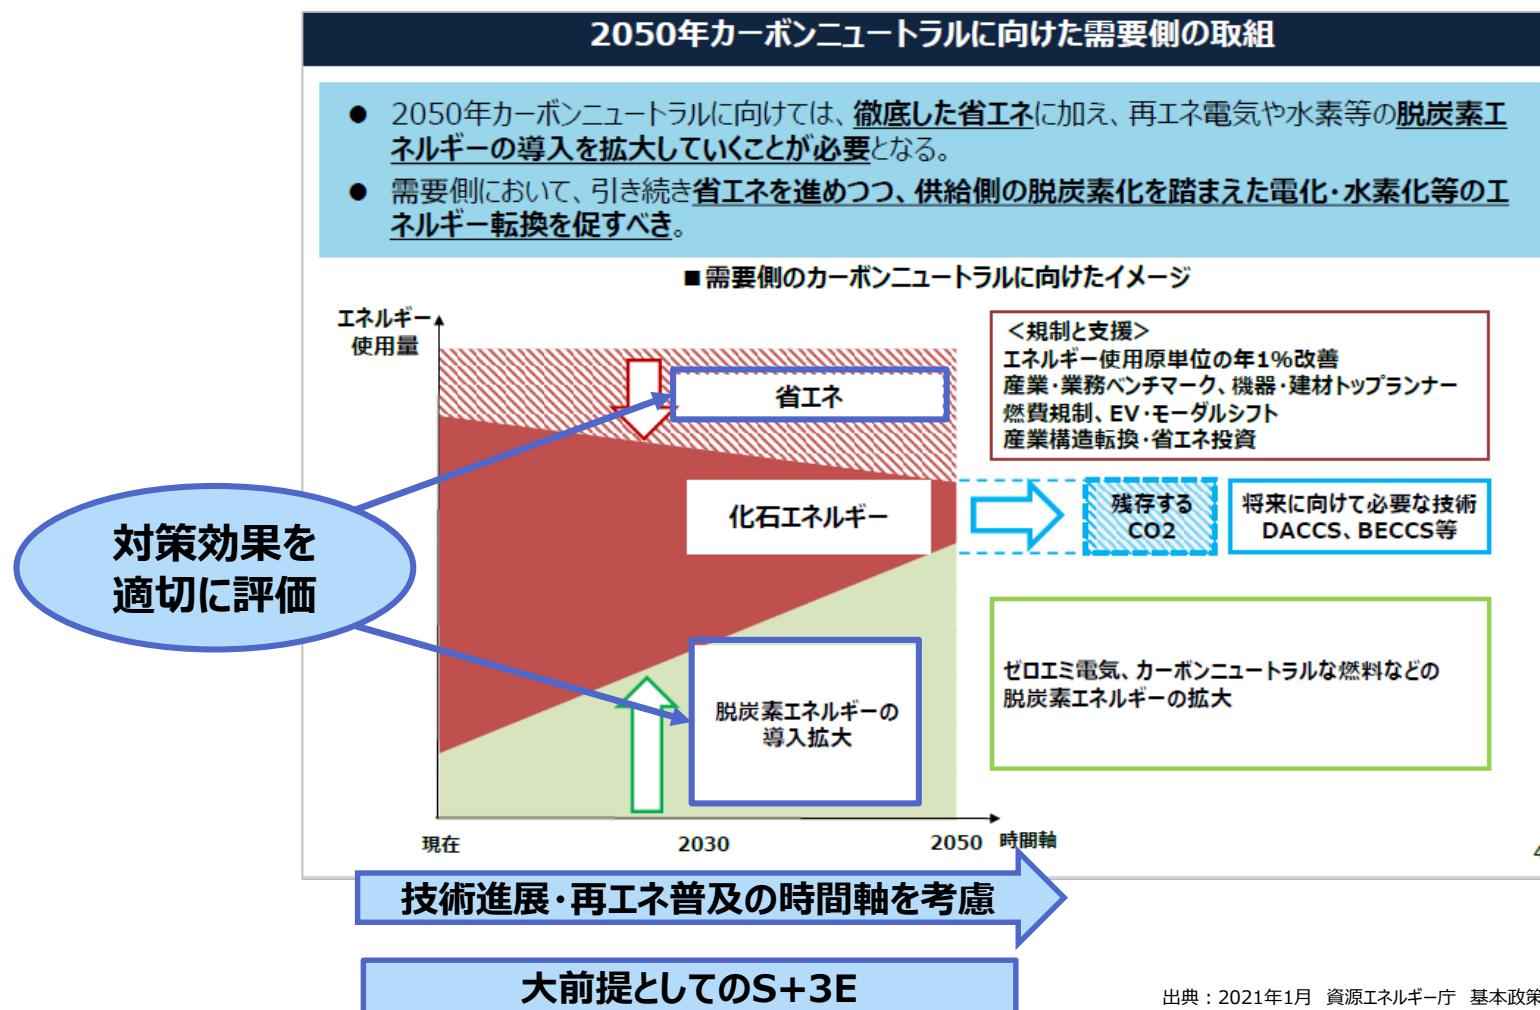 2050年カーボンニュートラルに向けた需要側の取組
● 2050年カーボンニュートラルに向けては、徹底した省エネに加え、再エネ電気や水素等の脱炭素エ
ネルギーの導入を拡大していくことが必要となる。
● 需要側において、引き続き省エネを進めつつ、供給側の脱炭素化を踏まえた電化・水素化等のエ
ネルギー転換を促すべき。
■需要側のカーボンニュートラルに向けたイメージ
エネルギー
使用量
省エネ
化石エネルギー
脱炭素エネルギーの
導入拡大
現在
2030
2050
時間軸
＜規制と支援＞
エネルギー使用原単位の年1%改善
産業・業務ベンチマーク、機器・建材トップランナー
燃費規制、EV・モーダルシフト
産業構造転換・省エネ投資
残存する
CO2
将来に向けて必要な技術
DACCS、BECCS等
ゼロエミ電気、カーボンニュートラルな燃料などの
脱炭素エネルギーの拡大
対策効果を
適切に評価
技術進展・再エネ普及の時間軸を考慮
大前提としてのS+3E
出典：2021年1月 資源エネルギー庁 基本政策